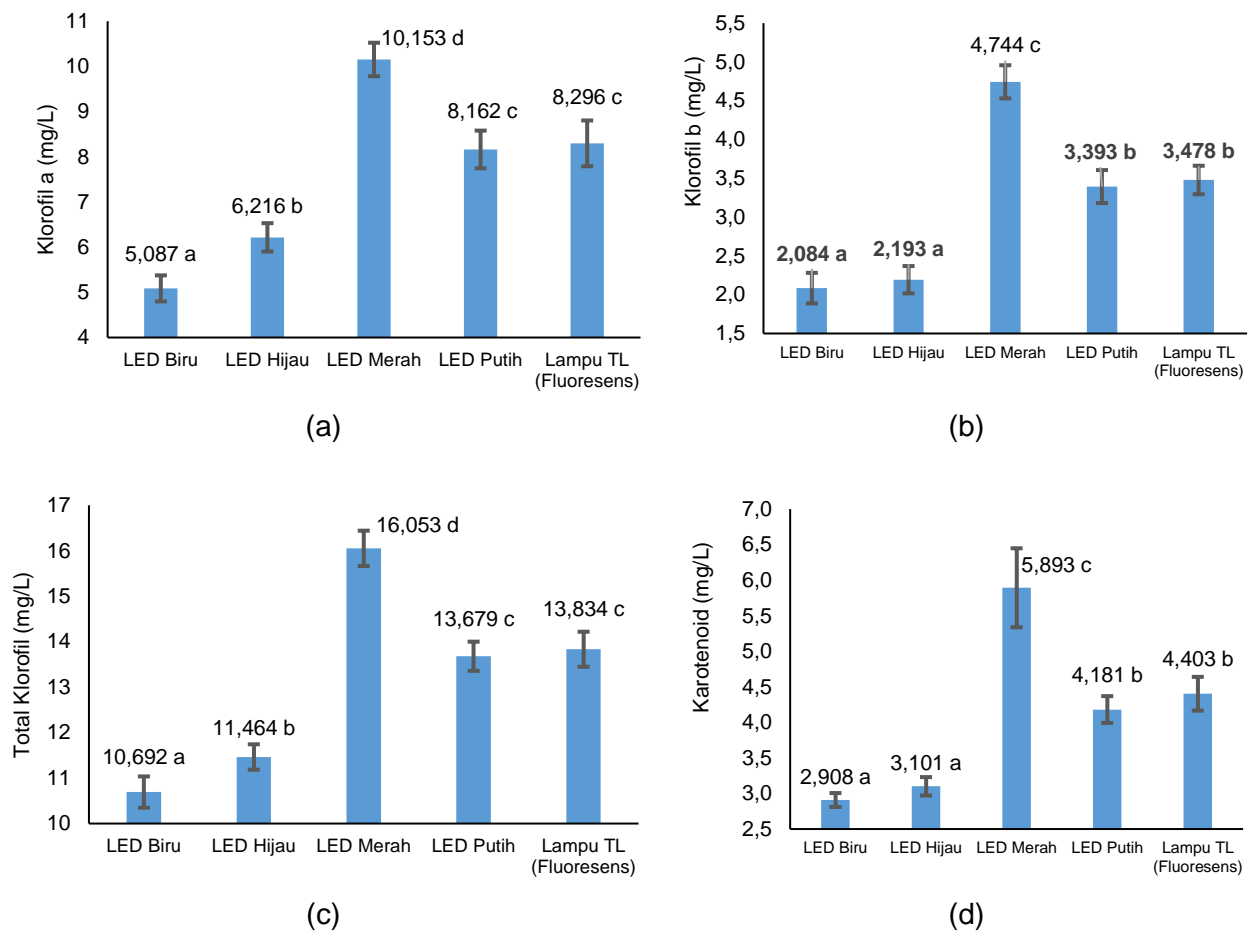 Klorofil a (mg/L)
11
10
9
8
7
6
5
4
5,087 a
6,216 b
10,153 d
8,162 c
8,296 c
LED Biru
LED Hijau
LED Merah
LED Putih
Lampu TL
(Fluoresens)
(a)
Klorofil b (mg/L)
5,5
5,0
4,5
4,0
3,5
3,0
2,5
2,0
1,5
2,084 a
2,193 a
4,744 c
3,393 b
3,478 b
LED Biru
LED Hijau
LED Merah
LED Putih
Lampu TL
(Fluoresens)
(b)
Total Klorofil (mg/L)
17
16
15
14
13
12
11
10
10,692 a
11,464 b
16,053 d
13,679 c
13,834 c
LED Biru
LED Hijau
LED Merah
LED Putih
Lampu TL
(Fluoresens)
(c)
Karotenoid (mg/L)
7,0
6,5
6,0
5,5
5,0
4,5
4,0
3,5
3,0
2,5
2,908 a
3,101 a
5,893 c
4,181 b
4,403 b
LED Biru
LED Hijau
LED Merah
LED Putih
Lampu TL
(Fluoresens)
(d)